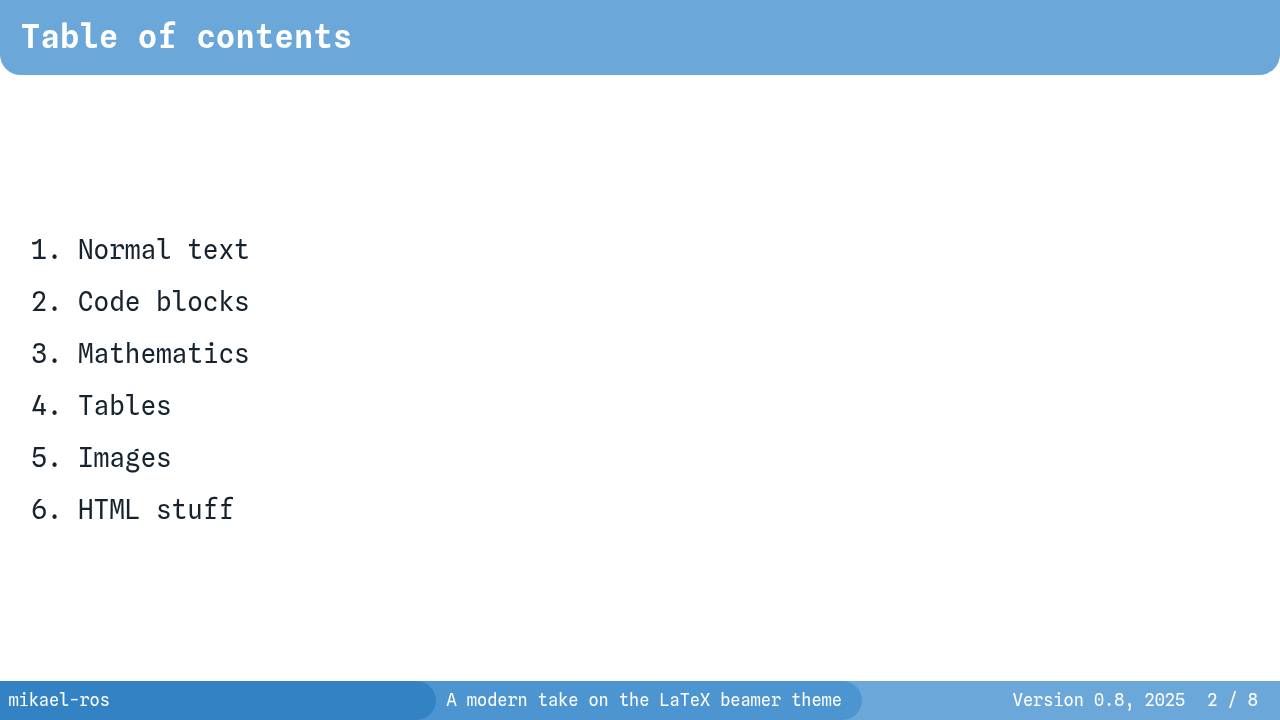 Table of contents
1. Normal text
2. Code blocks
3. Mathematics
4. Tables
5. Images
6. HTML stuff
mikael-ros A modern take on the LaTeX beamer theme Version 0.8, 2025 2 / 8